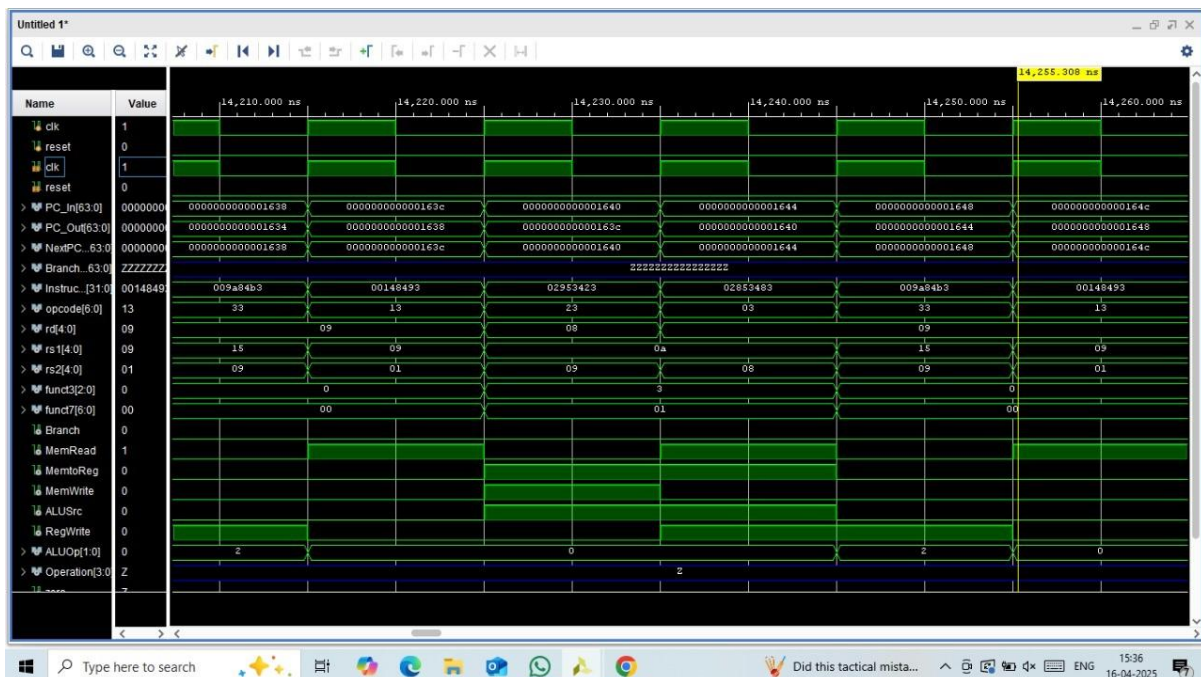 Untitled 1*
14,255.308 ns
Name Value 14,210.000 ns 14,220.000 ns 14,230.000 ns 14,240.000 ns 14,250.000 ns 14,260.000 ns
clk 1
reset 0
clk 1
reset 0
PC_In[63:0] 00000000 0000000000001638 000000000000163c 0000000000001640 0000000000001644 0000000000001648 000000000000164c
PC_Out[63:0] 00000000 0000000000001634 0000000000001638 000000000000163c 0000000000001640 0000000000001644 0000000000001648
NextPC...63:0] 00000000 0000000000001638 000000000000163c 0000000000001640 0000000000001644 0000000000001648 000000000000164c
Branch...63:0] ZZZZZZZZ ZZZZZZZZZZZZZZZZ
Instruc...[31:0] 00148493 009a84b3 00148493 02953423 02853483 009a84b3 00148493
opcode[6:0] 13 33 13 23 03 33 13
rd[4:0] 09 09 08 09
rs1[4:0] 09 15 09 0a 15 09
rs2[4:0] 01 09 01 09 08 09 01
funct3[2:0] 0 0 3 0
funct7[6:0] 00 00 01 00
Branch 0
MemRead 1
MemtoReg 0
MemWrite 0
ALUSrc 0
RegWrite 0
ALUOp[1:0] 0 2 0 2 0
Operation[3:0] Z Z
Type here to search Did this tactical mista... ENG 15:36
16-04-2025